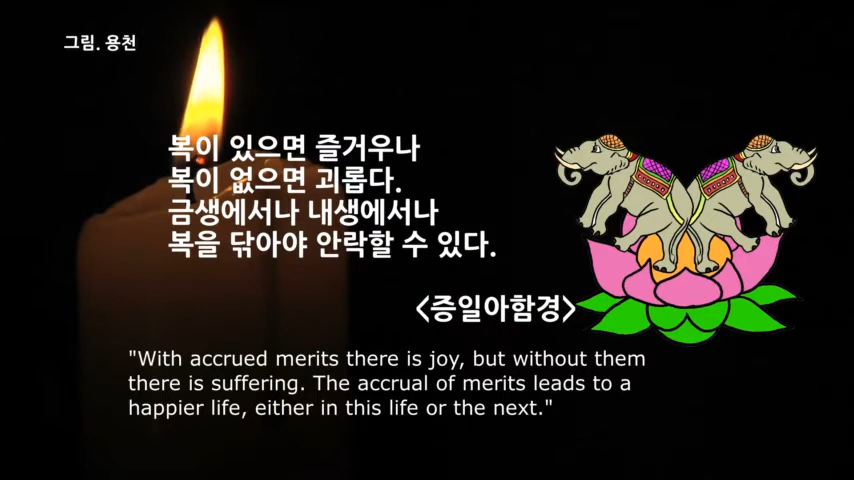 그림. 용천
복이 있으면 즐거우나
복이 없으면 괴롭다.
금생에서나 내생에서나
복을 닦아야 안락할 수 있다.
<증일아함경>
"With accrued merits there is joy, but without them
there is suffering. The accrual of merits leads to a
happier life, either in this life or the next."